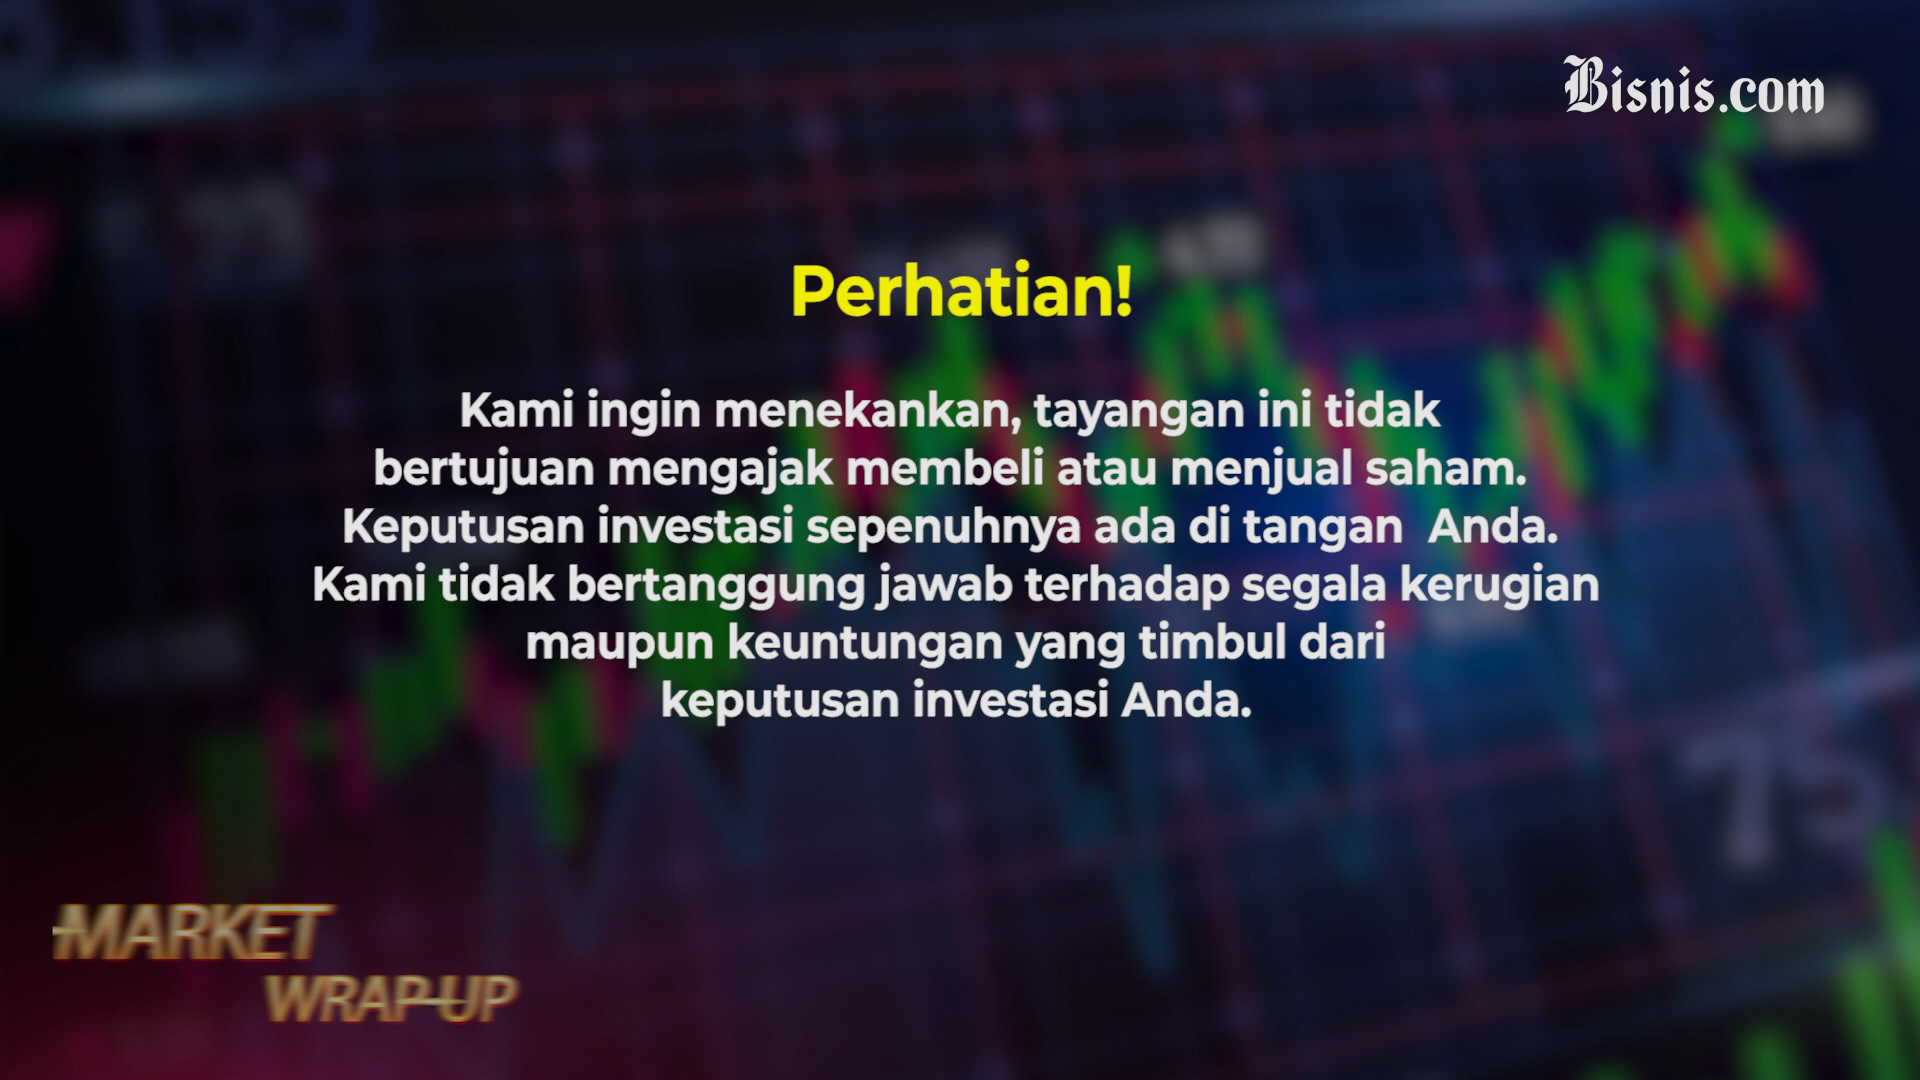 Bisnis.com
Perhatian!
Kami ingin menekankan, tayangan ini tidak
bertujuan mengajak membeli atau menjual saham.
Keputusan investasi sepenuhnya ada di tangan  Anda.
Kami tidak bertanggung jawab terhadap segala kerugian
maupun keuntungan yang timbul dari
keputusan investasi Anda.
75
MARKET
WRAP-UP